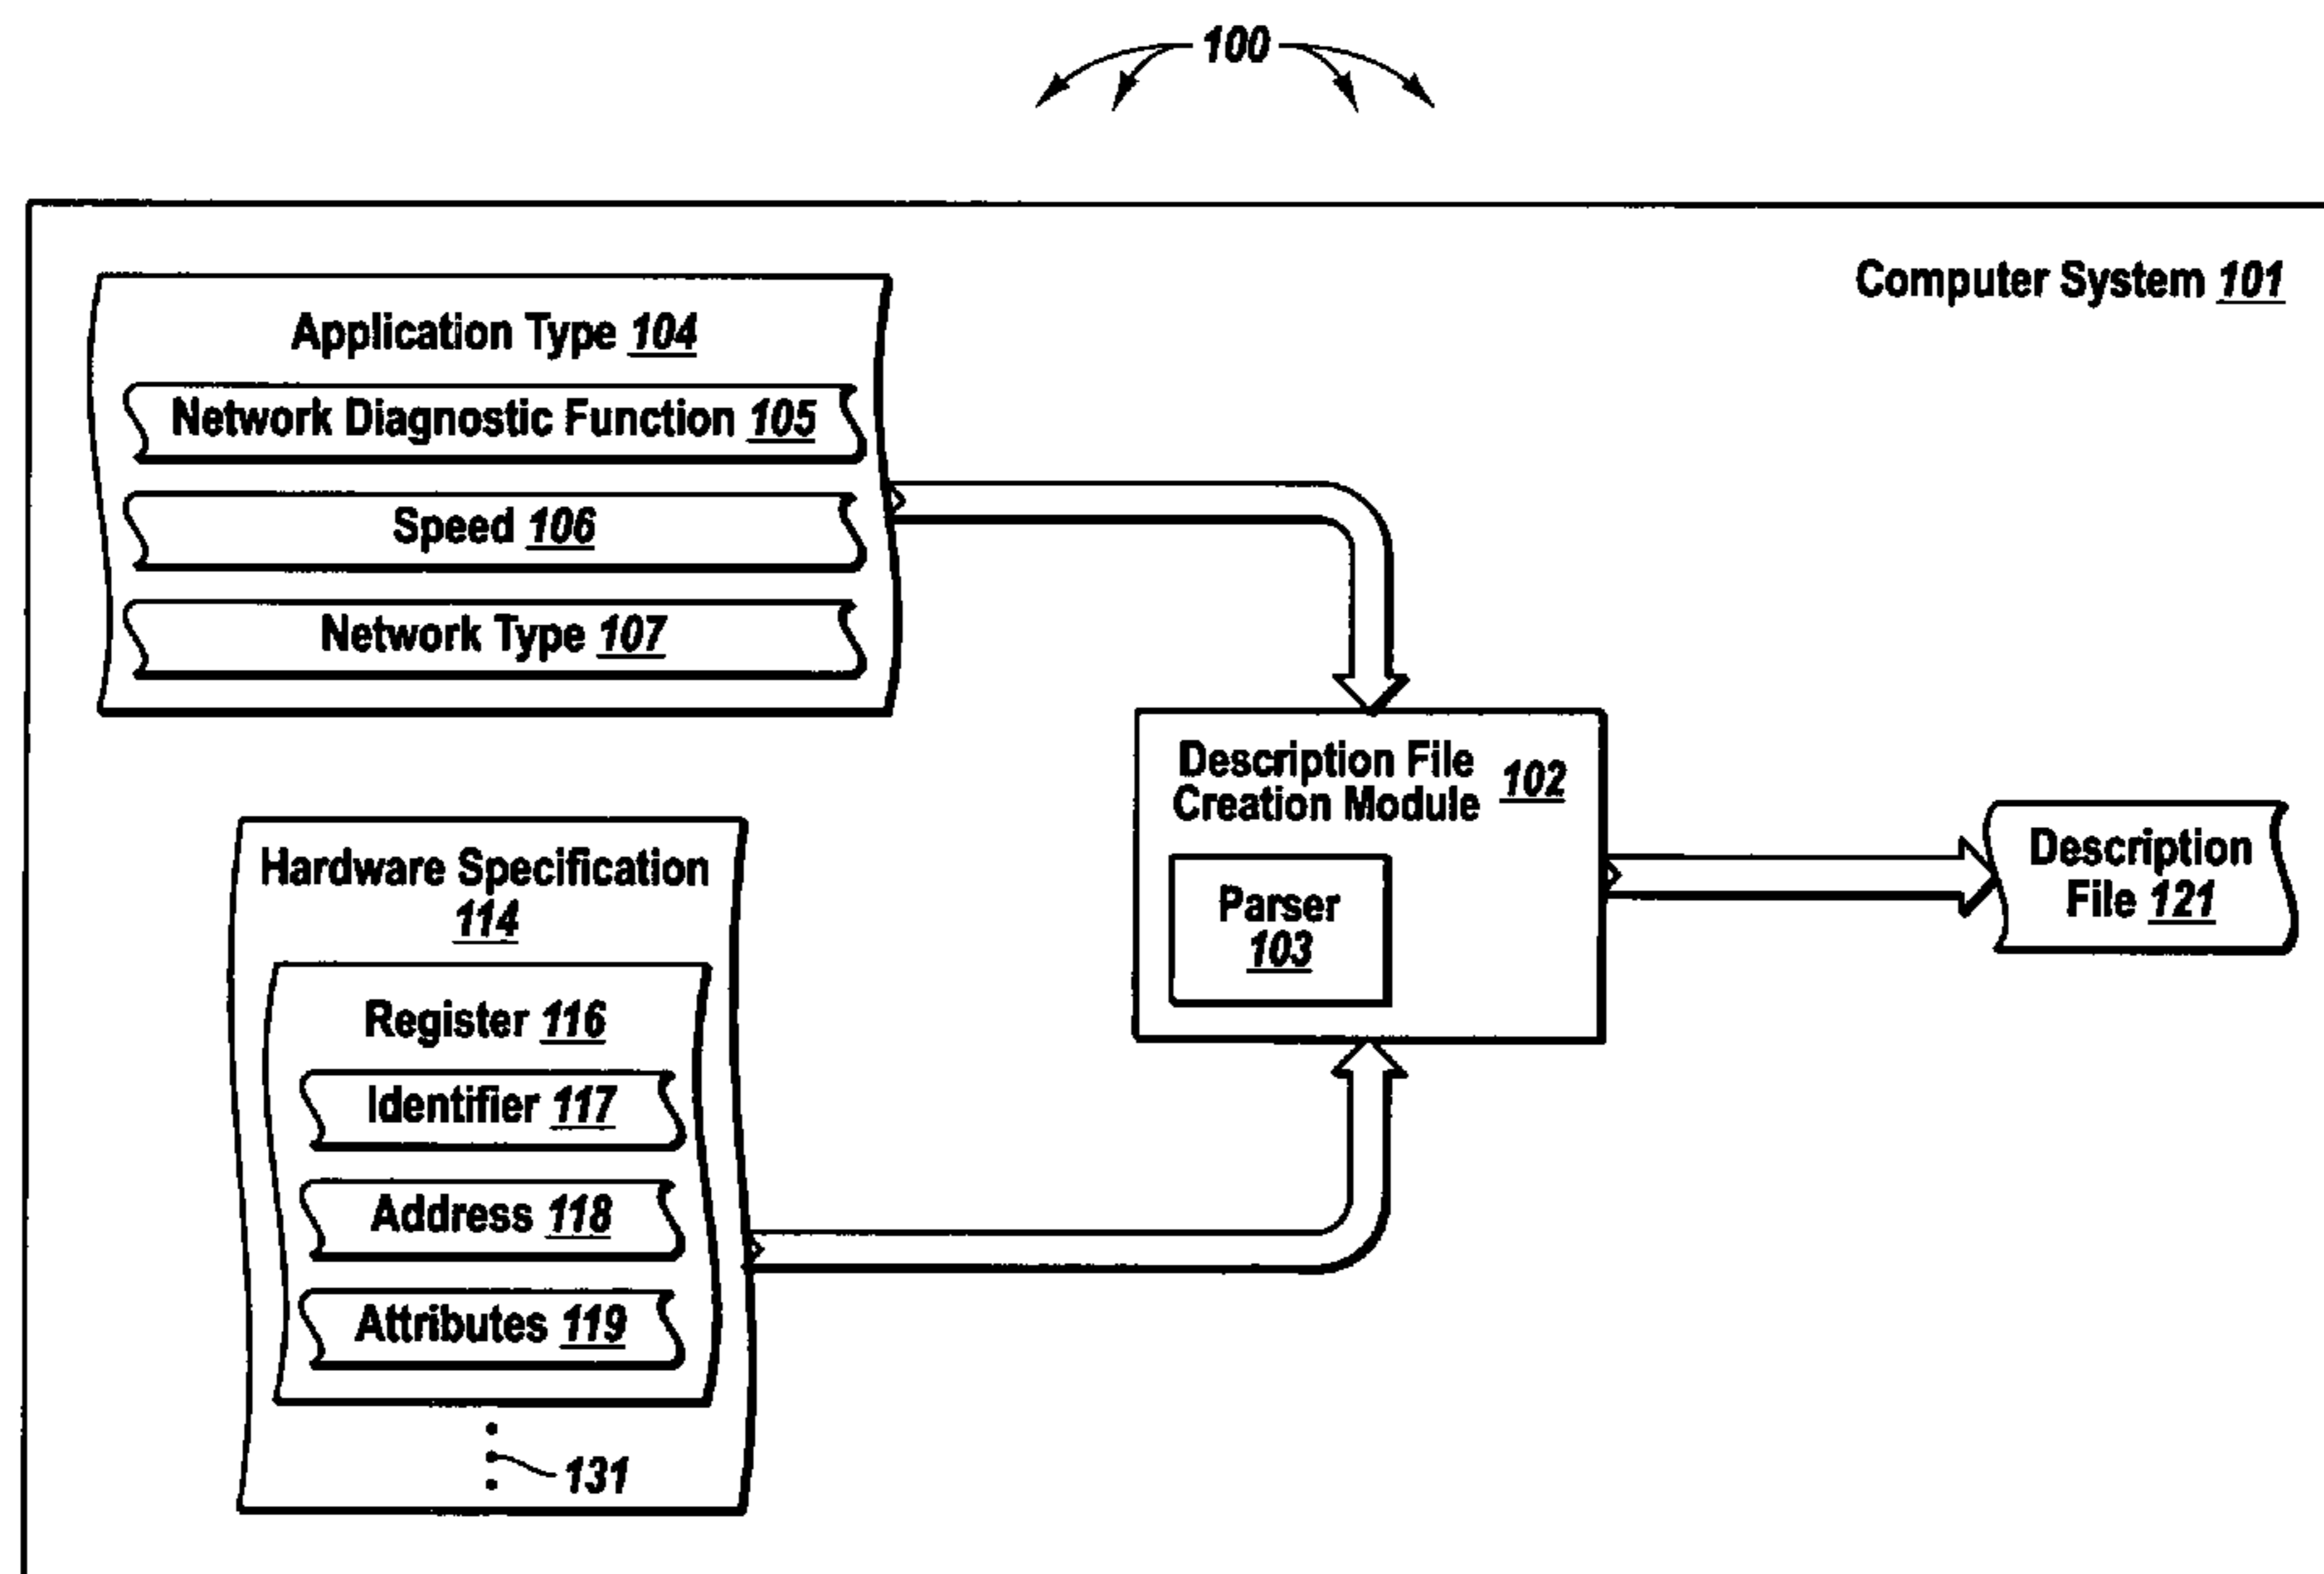 100
Computer System 101
Application Type 104
Network Diagnostic Function 105
Speed 106
Network Type 107
Description File
Creation Module 102
Parser
103
Description
File 121
Hardware Specification
114
Register 116
Identifier 117
Address 118
Attributes 119
131